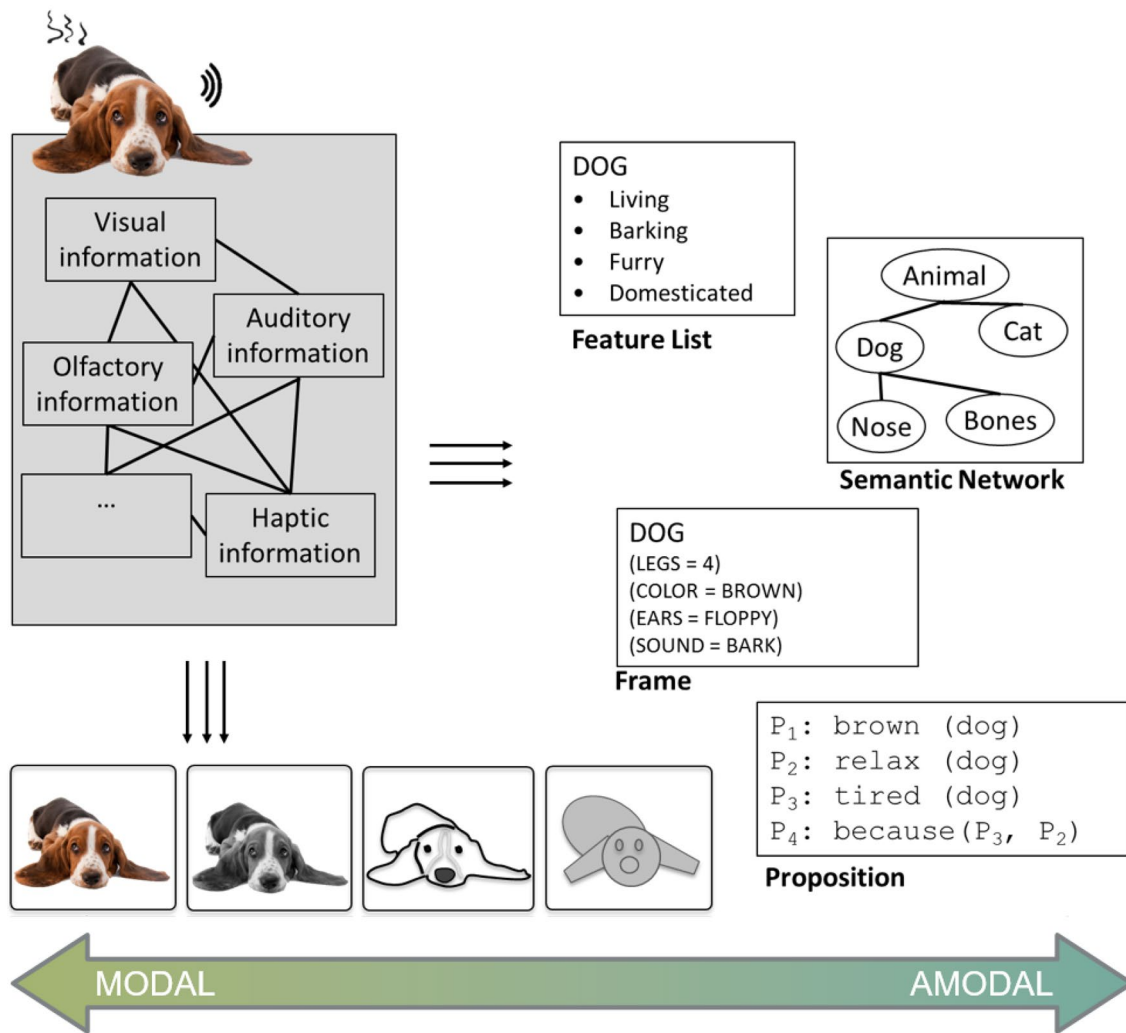 Visual
information
Auditory
information
Olfactory
information
...
Haptic
information
DOG
• Living
• Barking
• Furry
• Domesticated
Feature List
Animal
Dog
Cat
Nose
Bones
Semantic Network
DOG
(LEGS = 4)
(COLOR = BROWN)
(EARS = FLOPPY)
(SOUND = BARK)
Frame
P₁: brown (dog)
P₂: relax (dog)
P₃: tired (dog)
P₄: because(P₃, P₂)
Proposition
MODAL
AMODAL